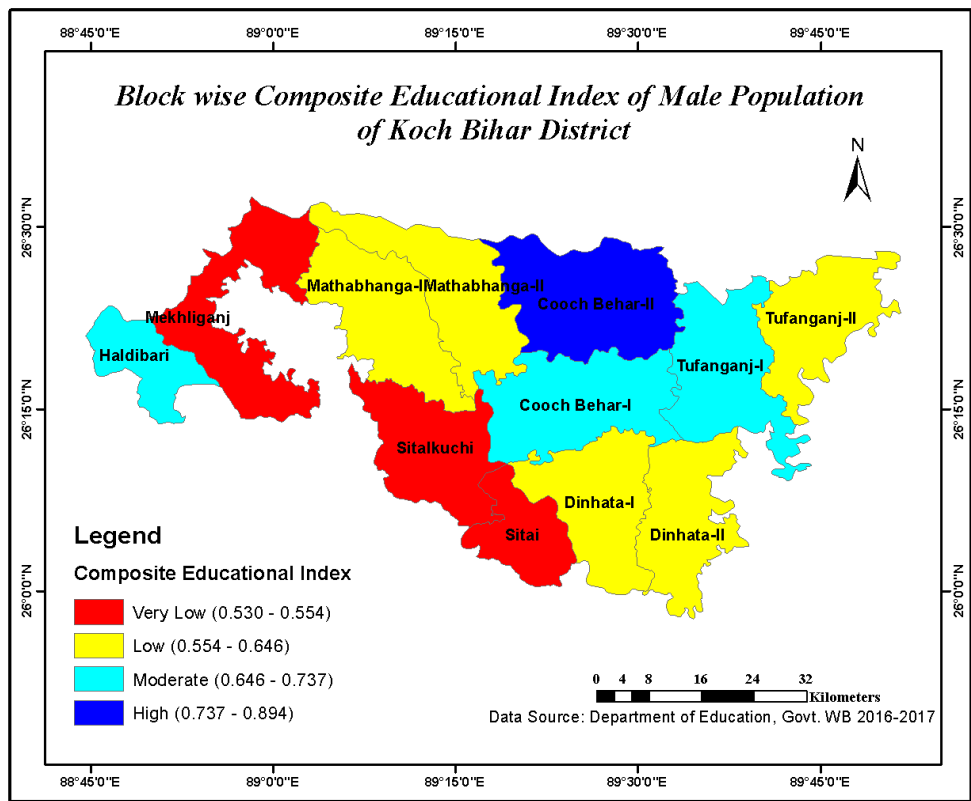 88°45'0"E 89°0'0"E 89°15'0"E 89°30'0"E 89°45'0"E
Block wise Composite Educational Index of Male Population
of Koch Bihar District
N
26°30'0"N 26°30'0"N
Mathabhanga-I Mathabhanga-II
Cooch Behar-II
Mekhliganj
Tufanganj-II
Haldibari
Tufanganj-I
26°15'0"N 26°15'0"N
Cooch Behar-I
Sitalkuchi
Dinhata-I
Sitai
Dinhata-II
26°0'0"N 26°0'0"N
Legend
Composite Educational Index
Very Low (0.530 - 0.554)
Low (0.554 - 0.646)
Moderate (0.646 - 0.737)
High (0.737 - 0.894)
0 4 8 16 24 32
Kilometers
Data Source: Department of Education, Govt. WB 2016-2017
88°45'0"E 89°0'0"E 89°15'0"E 89°30'0"E 89°45'0"E